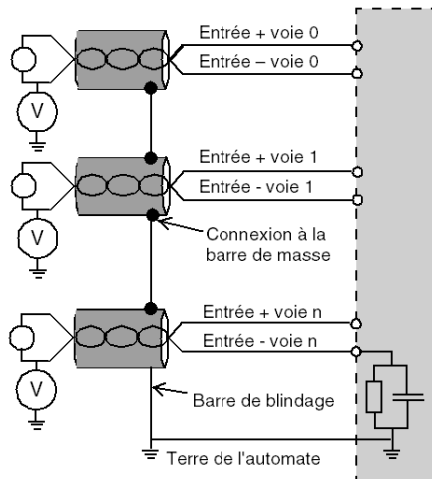 Entrée + voie 0
Entrée – voie 0
V
Entrée + voie 1
Entrée - voie 1
V
Connexion à la
barre de masse
Entrée + voie n
Entrée - voie n
V
Barre de blindage
Terre de l'automate